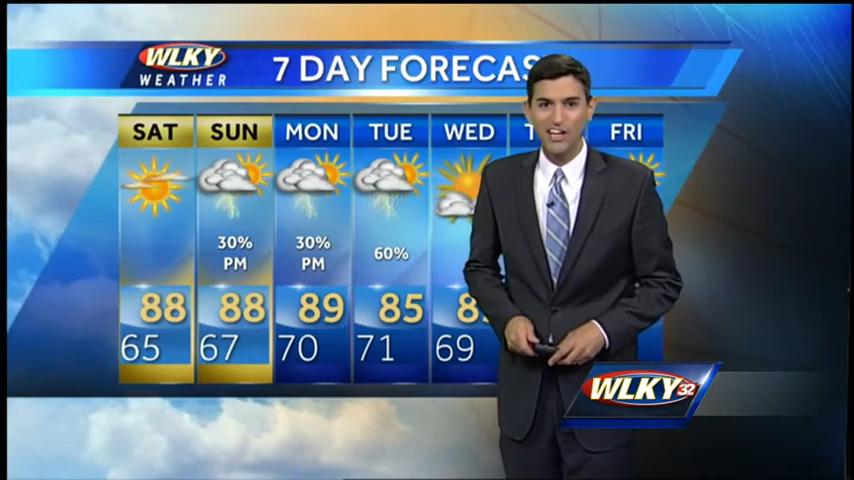 WLKY
WEATHER
7 DAY FORECAS
SAT SUN MON TUE WED T FRI
30% 30% 60%
PM PM
88 88 89 85 8
65 67 70 71 69
WLKY 32